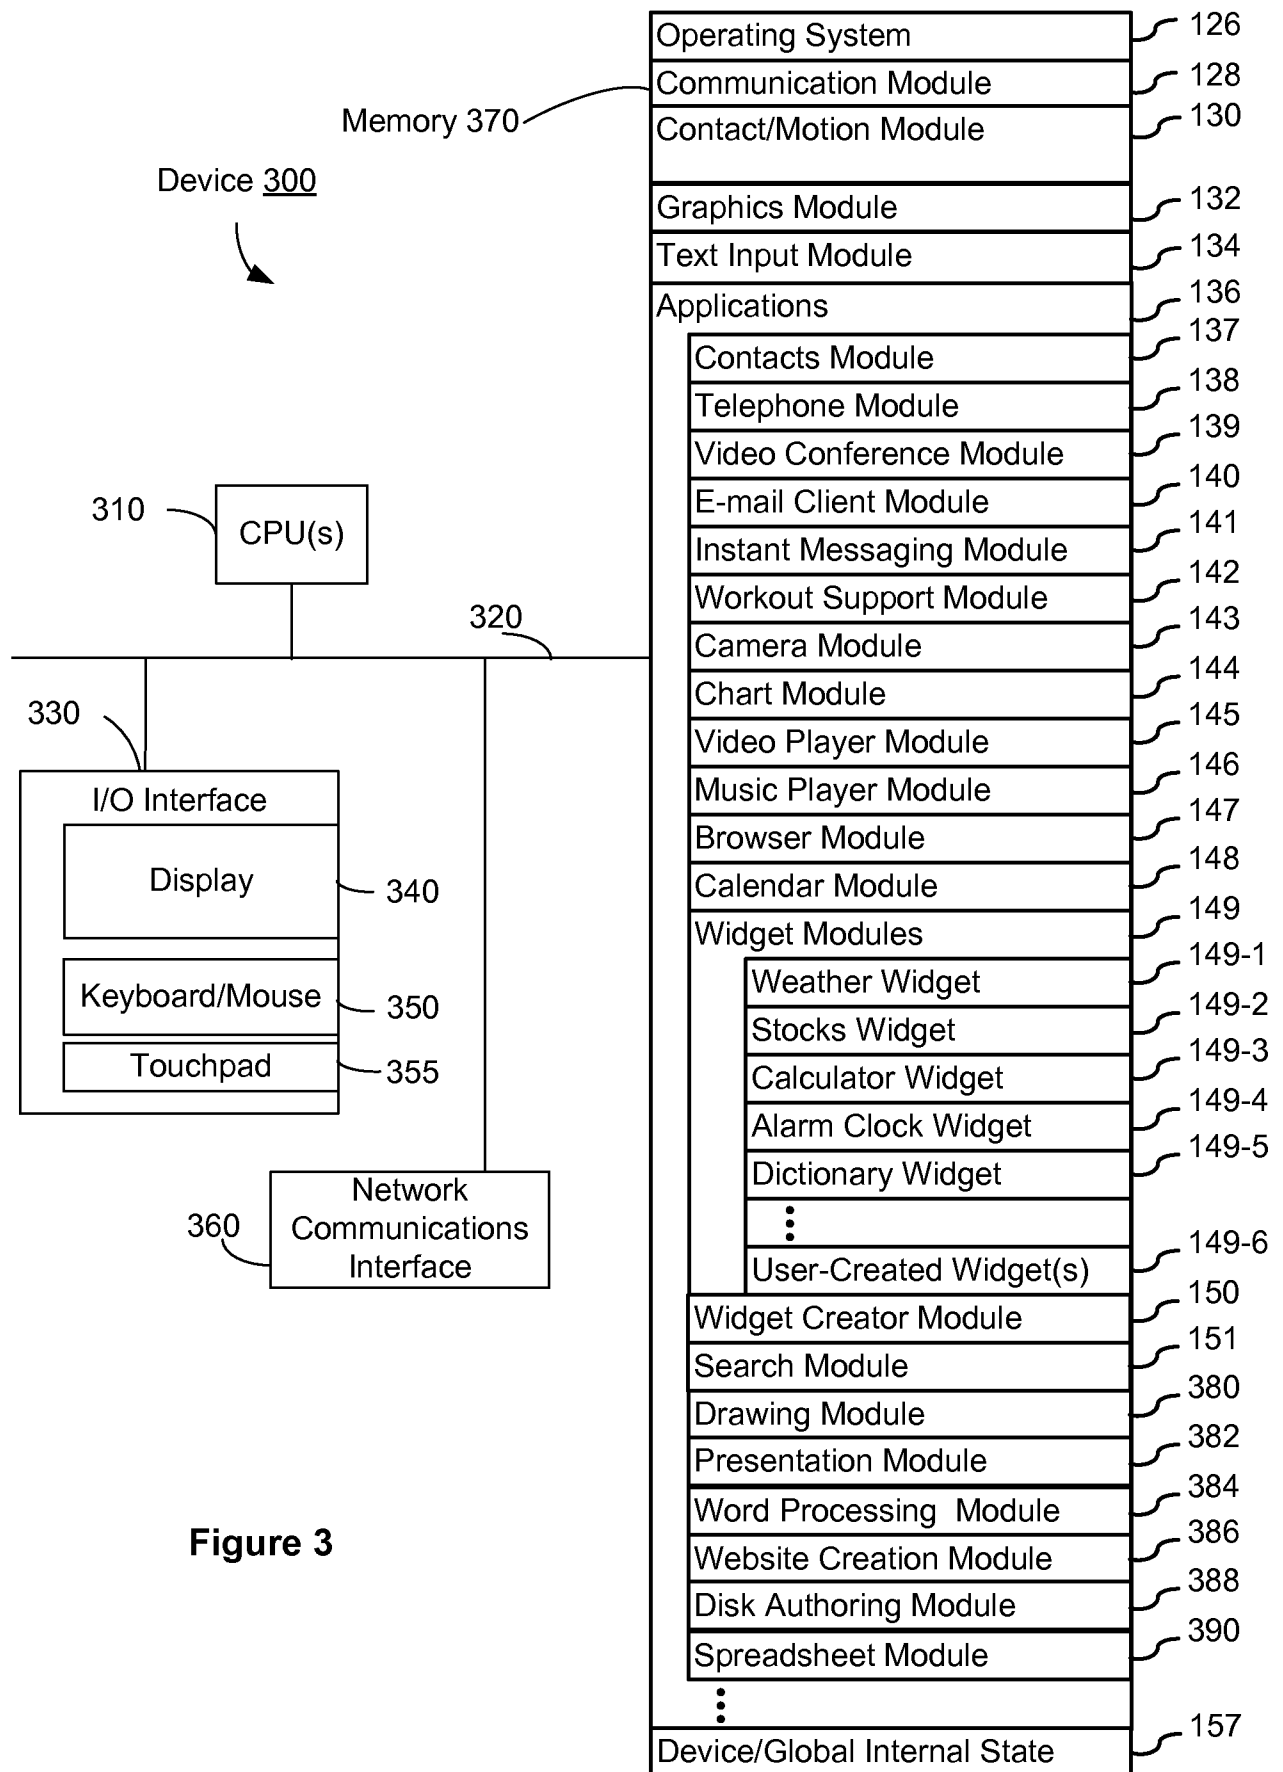 Operating System 126
Communication Module 128
Memory 370
Contact/Motion Module 130
Device 300
Graphics Module 132
Text Input Module 134
Applications 136
Contacts Module 137
Telephone Module 138
Video Conference Module 139
E-mail Client Module 140
Instant Messaging Module 141
Workout Support Module 142
Camera Module 143
Chart Module 144
Video Player Module 145
Music Player Module 146
Browser Module 147
Calendar Module 148
Widget Modules 149
Weather Widget 149-1
Stocks Widget 149-2
Calculator Widget 149-3
Alarm Clock Widget 149-4
Dictionary Widget 149-5
User-Created Widget(s) 149-6
Widget Creator Module 150
Search Module 151
Drawing Module 380
Presentation Module 382
Word Processing Module 384
Website Creation Module 386
Disk Authoring Module 388
Spreadsheet Module 390
Device/Global Internal State 157
310
CPU(s)
320
330
I/O Interface
Display 340
Keyboard/Mouse 350
Touchpad 355
360
Network
Communications
Interface
Figure 3